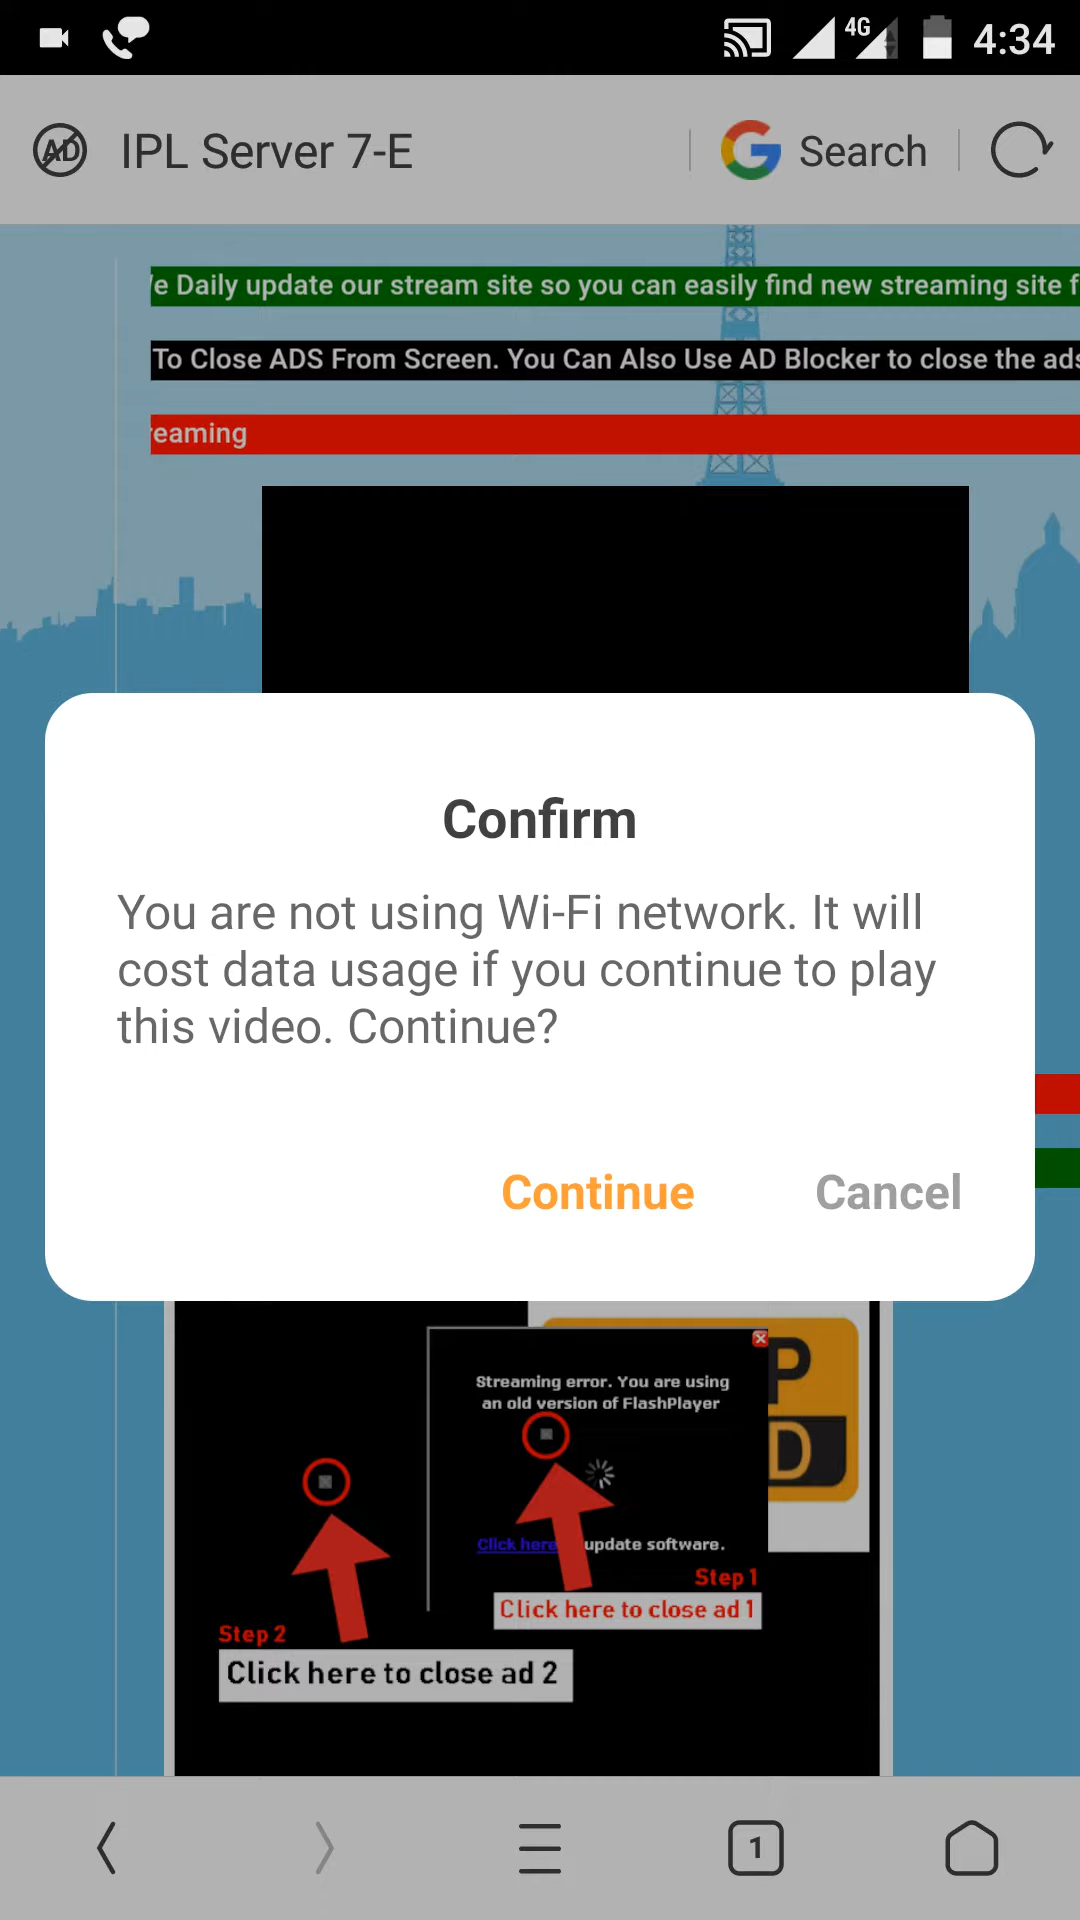 4G 4:34
AD IPL Server 7-E Search
e Daily update our stream site so you can easily find new streaming site f
To Close ADS From Screen. You Can Also Use AD Blocker to close the ads
reaming
Confirm
You are not using Wi-Fi network. It will
cost data usage if you continue to play
this video. Continue?
Continue Cancel
P
D
Streaming error. You are using
an old version of FlashPlayer
Click here update software.
Step 1
Click here to close ad 1
Step 2
Click here to close ad 2
1